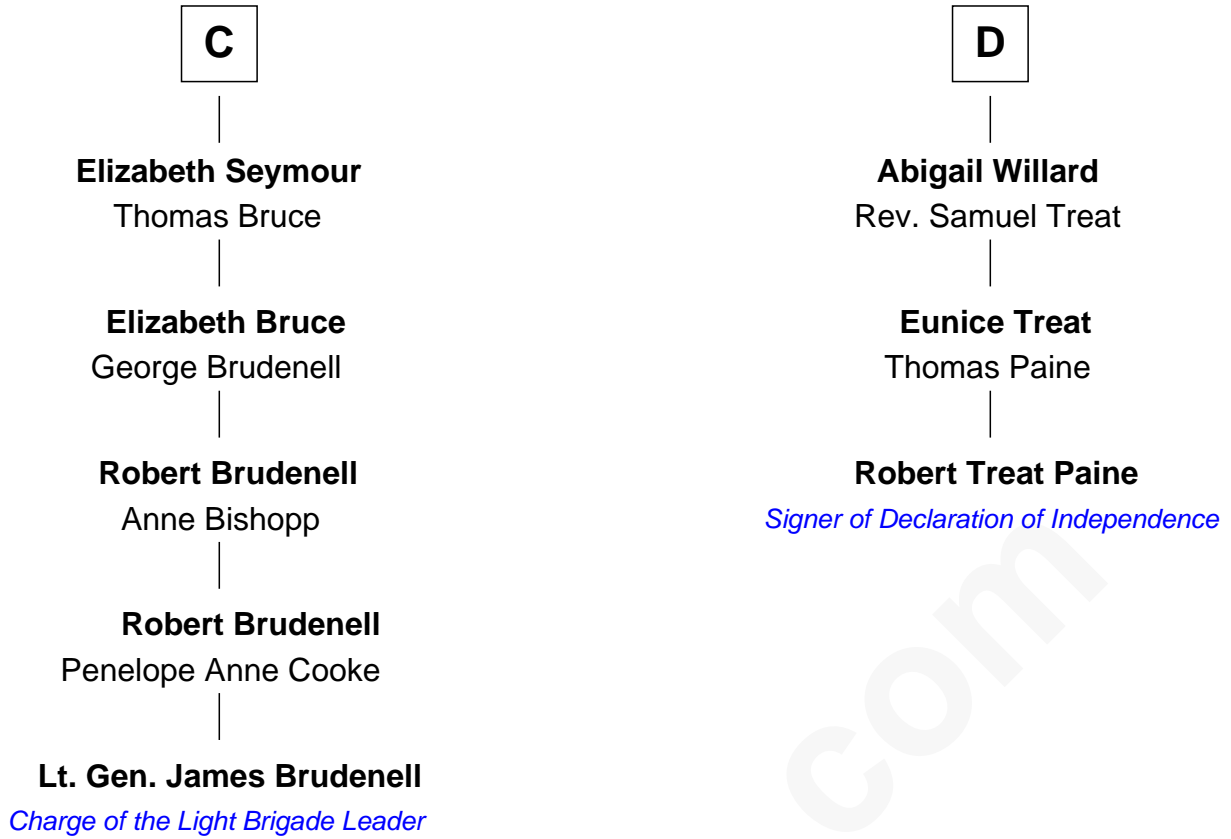 C
Elizabeth Seymour
Thomas Bruce
Elizabeth Bruce
George Brudenell
Robert Brudenell
Anne Bishopp
Robert Brudenell
Penelope Anne Cooke
Lt. Gen. James Brudenell
Charge of the Light Brigade Leader
D
Abigail Willard
Rev. Samuel Treat
Eunice Treat
Thomas Paine
Robert Treat Paine
Signer of Declaration of Independence
com